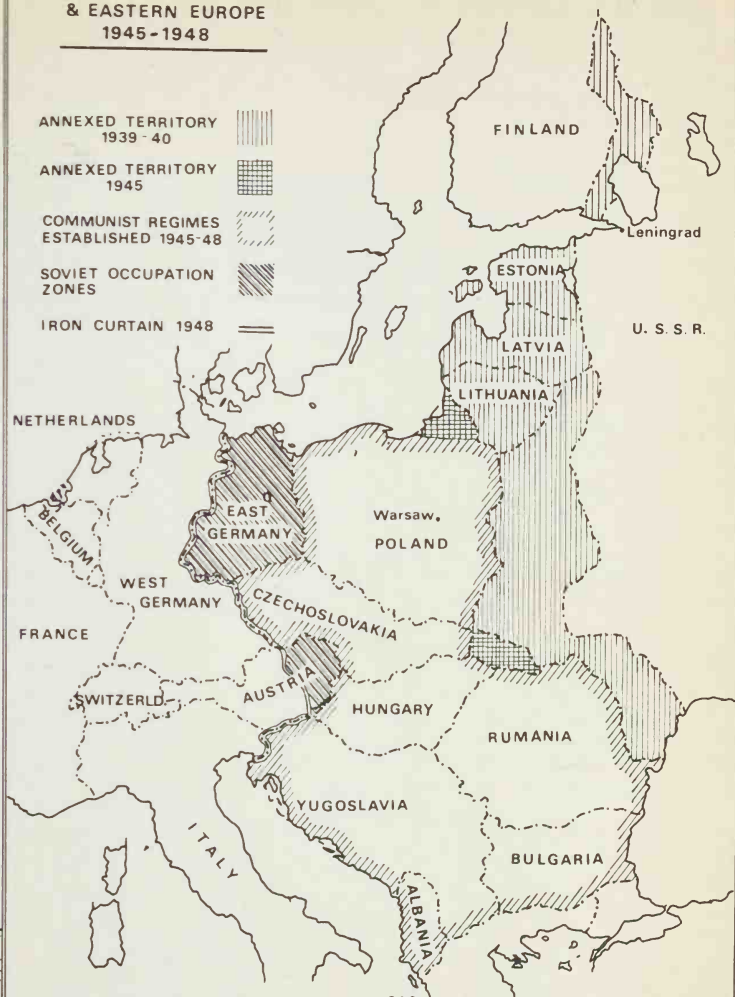 & EASTERN EUROPE
1945-1948
ANNEXED TERRITORY
1939-40
ANNEXED TERRITORY
1945
COMMUNIST REGIMES
ESTABLISHED 1945-48
SOVIET OCCUPATION
ZONES
IRON CURTAIN 1948
FINLAND
Leningrad
ESTONIA
U.S.S.R.
LATVIA
LITHUANIA
NETHERLANDS
BELGIUM
EAST
GERMANY
Warsaw
POLAND
WEST
GERMANY
CZECHOSLOVAKIA
FRANCE
SWITZERLD.
AUSTRIA
HUNGARY
RUMANIA
YUGOSLAVIA
ITALY
BULGARIA
ALBANIA